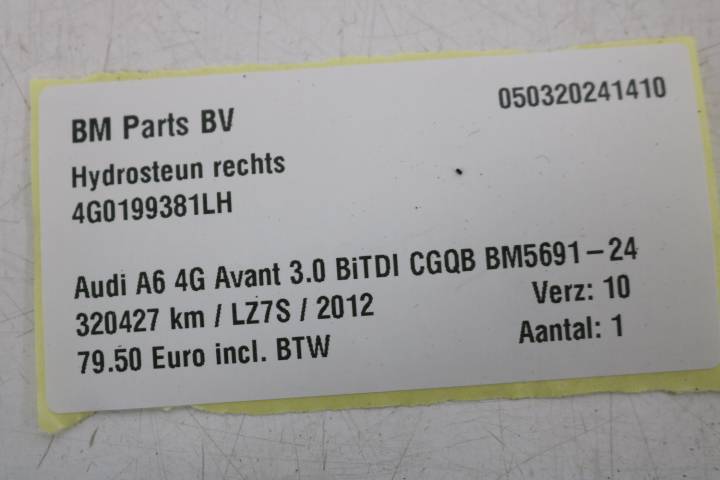 BM Parts BV
050320241410
Hydrosteun rechts
4G0199381LH
Audi A6 4G Avant 3.0 BiTDI CGQB BM5691-24
320427 km / LZ7S / 2012
Verz: 10
79.50 Euro incl. BTW
Aantal: 1